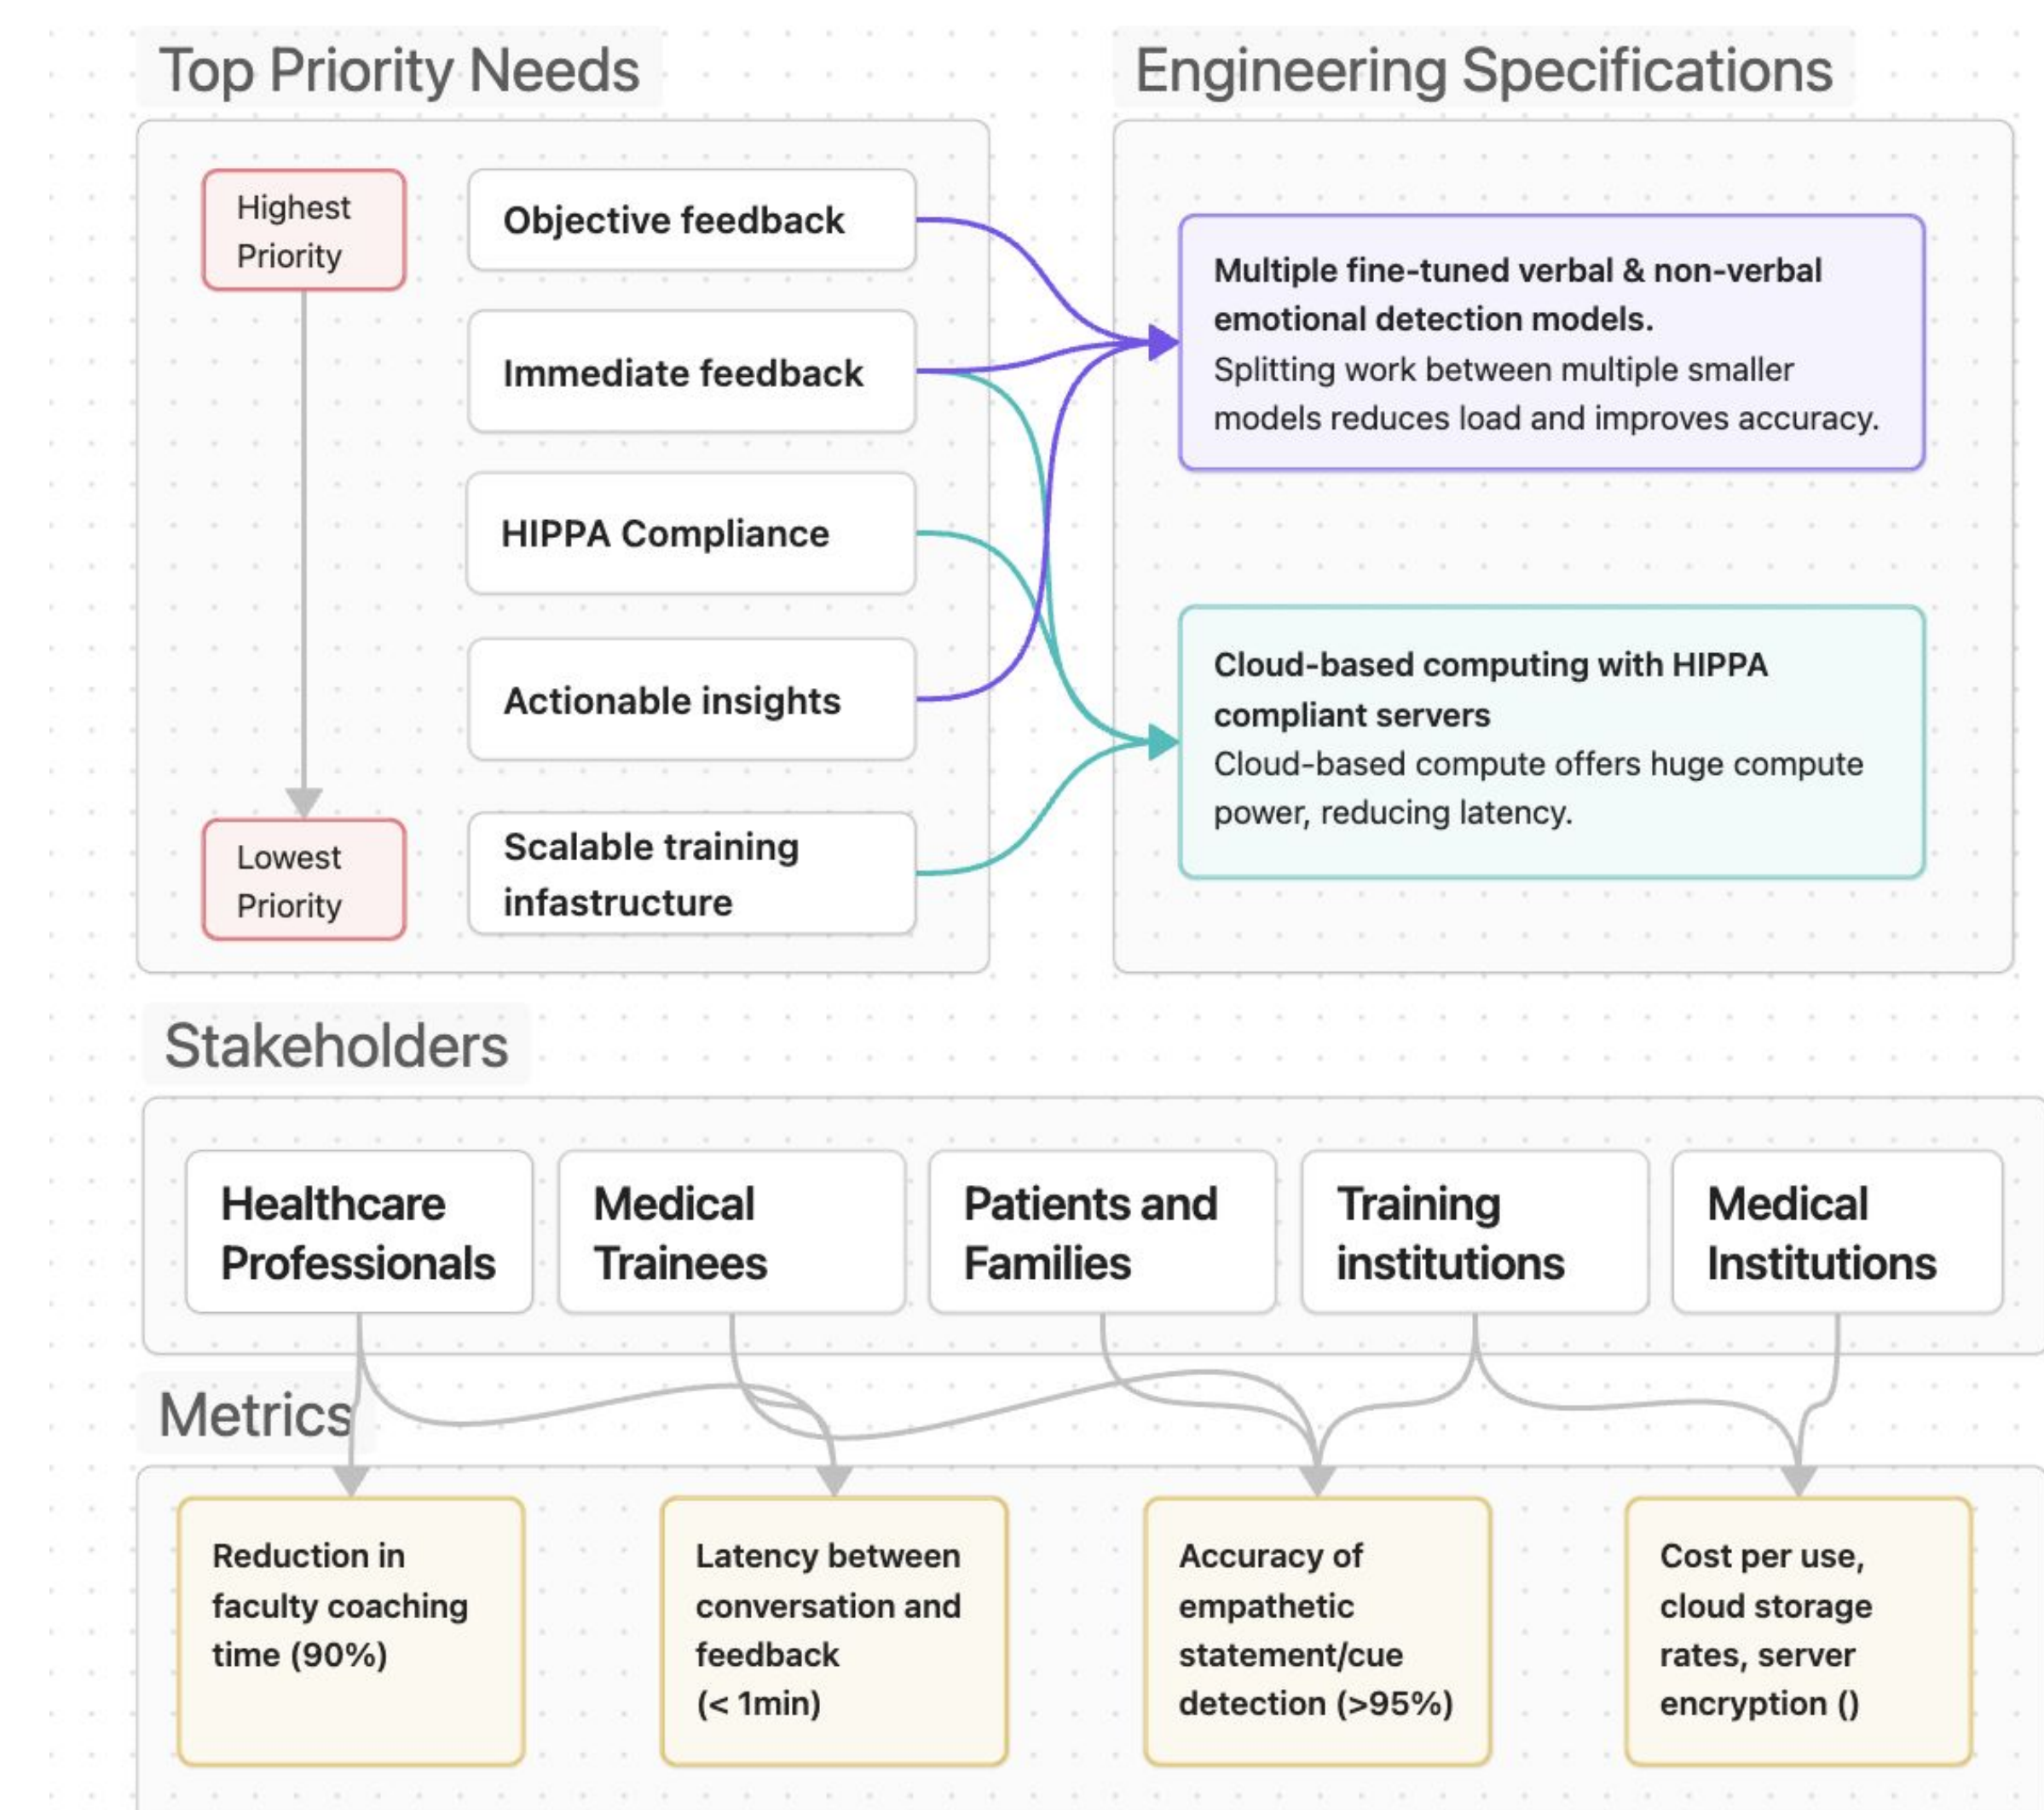 Top Priority Needs
Engineering Specifications
Highest
Priority
Objective feedback
Immediate feedback
HIPPA Compliance
Actionable insights
Lowest
Priority
Scalable training
infastructure
Multiple fine-tuned verbal & non-verbal
emotional detection models.
Splitting work between multiple smaller
models reduces load and improves accuracy.
Cloud-based computing with HIPPA
compliant servers
Cloud-based compute offers huge compute
power, reducing latency.
Stakeholders
Healthcare
Professionals
Medical
Trainees
Patients and
Families
Training
institutions
Medical
Institutions
Metrics
Reduction in
faculty coaching
time (90%)
Latency between
conversation and
feedback
(< 1min)
Accuracy of
empathetic
statement/cue
detection (>95%)
Cost per use,
cloud storage
rates, server
encryption ()